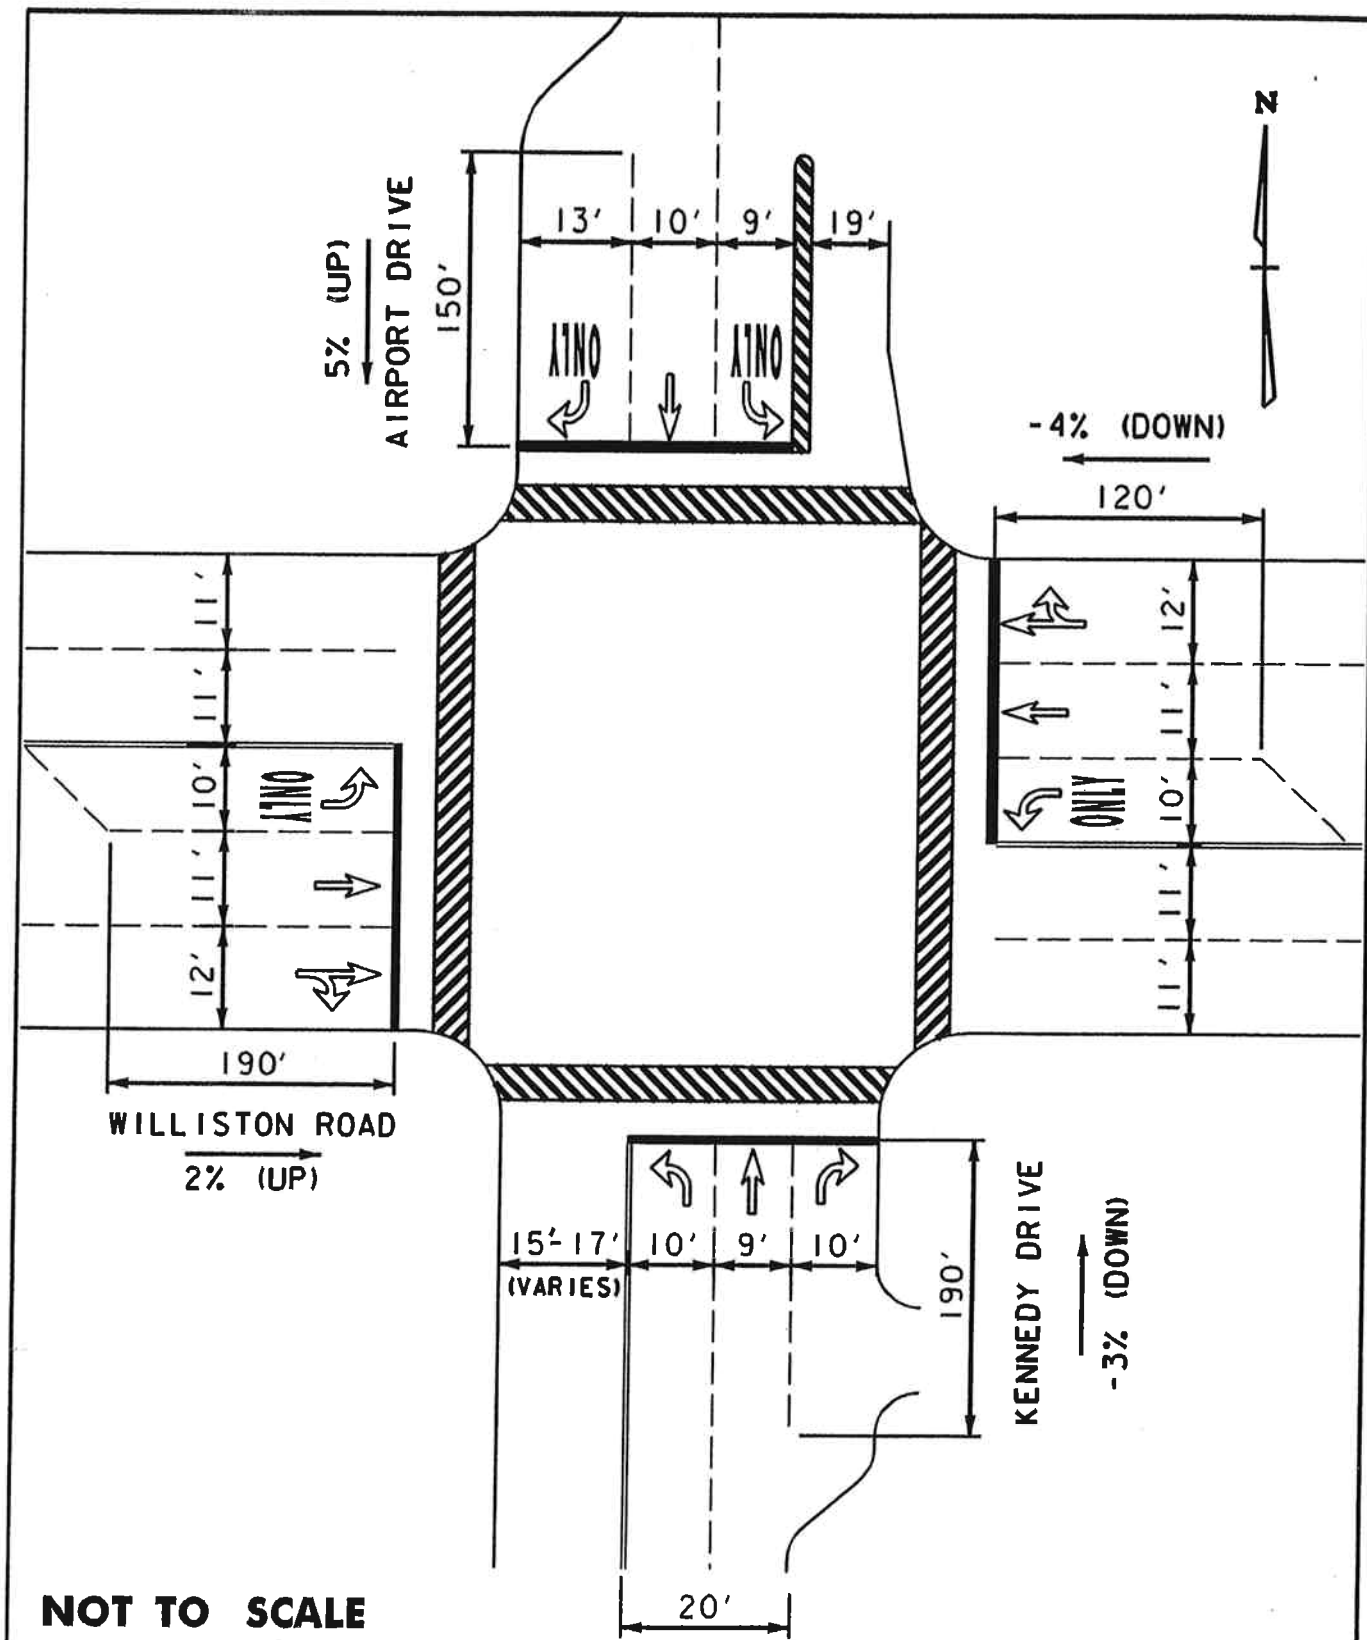 N
5% (UP)
AIRPORT DRIVE
150'
13'
10'
9'
19'
ONLY
ONLY
-4% (DOWN)
120'
11'
11'
10'
11'
12'
ONLY
12'
11'
10'
11'
11'
ONLY
190'
WILLISTON ROAD
2% (UP)
15'-17'
(VARIES)
10'
9'
10'
190'
KENNEDY DRIVE
-3% (DOWN)
20'
NOT TO SCALE